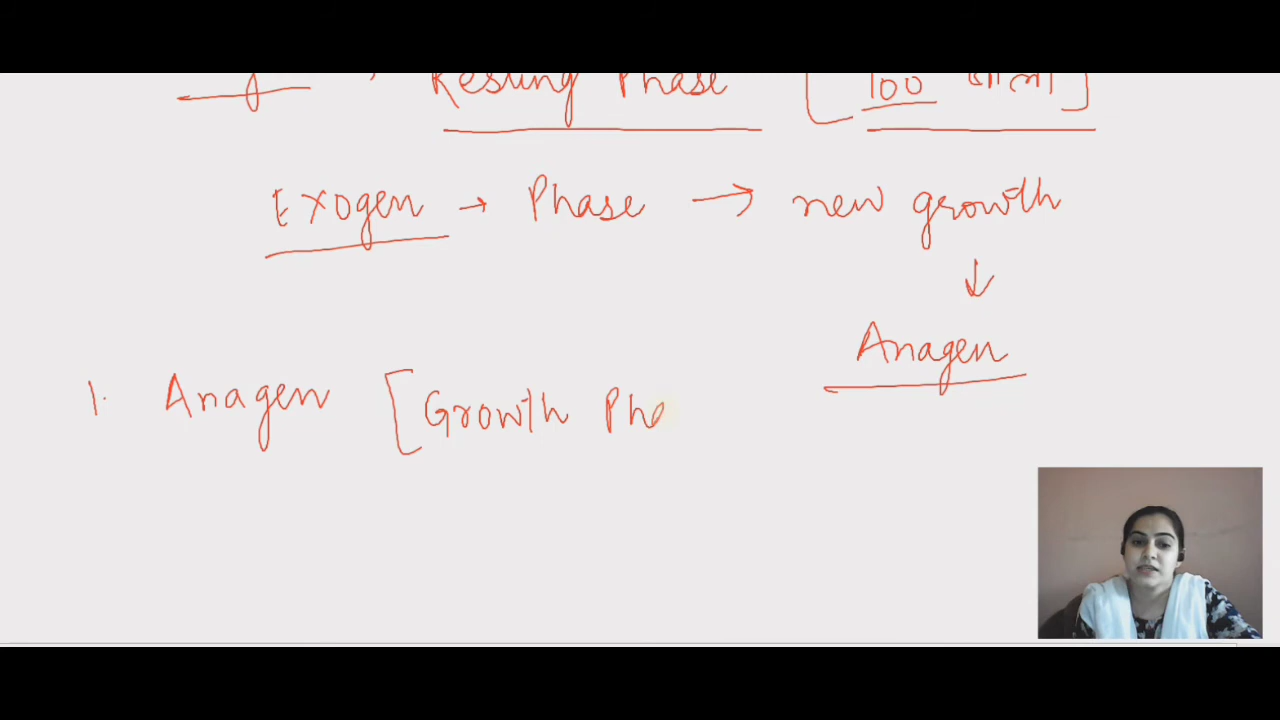 Resting Phase [100
Exogen → Phase → new growth
↓
Anagen
1. Anagen [Growth Pha